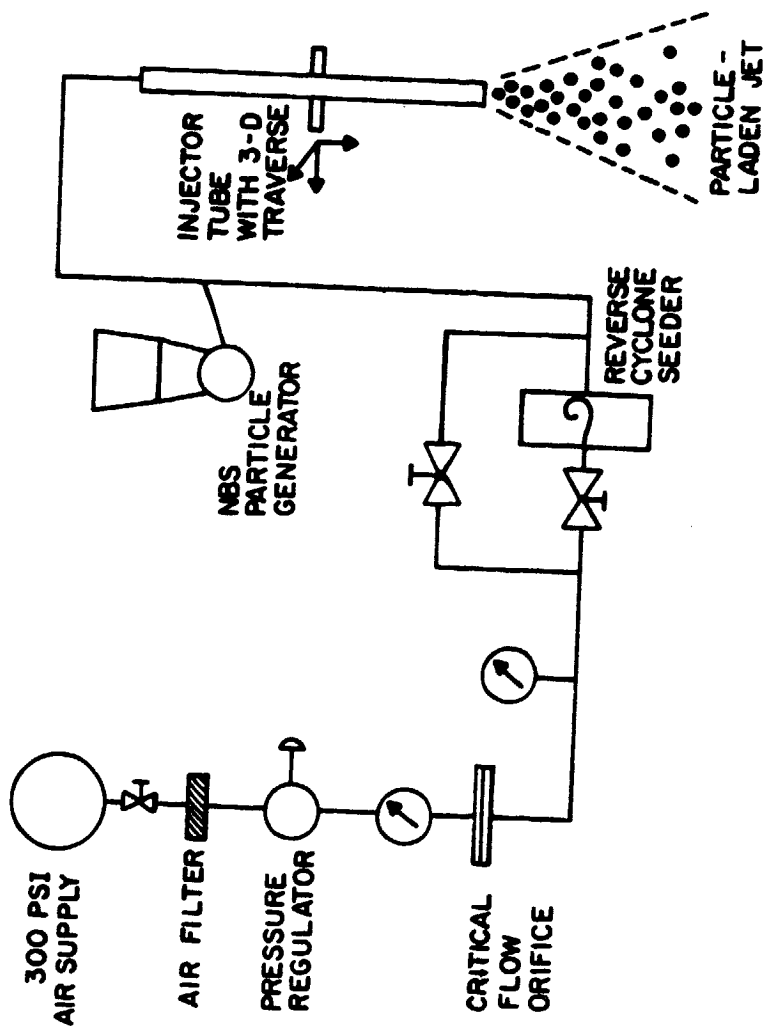 300 PSI
AIR SUPPLY
AIR FILTER
PRESSURE
REGULATOR
CRITICAL
FLOW
ORIFICE
NBS
PARTICLE
GENERATOR
REVERSE
CYCLONE
SEEDER
INJECTOR
TUBE
WITH 3-D
TRAVERSE
PARTICLE-
LADEN JET